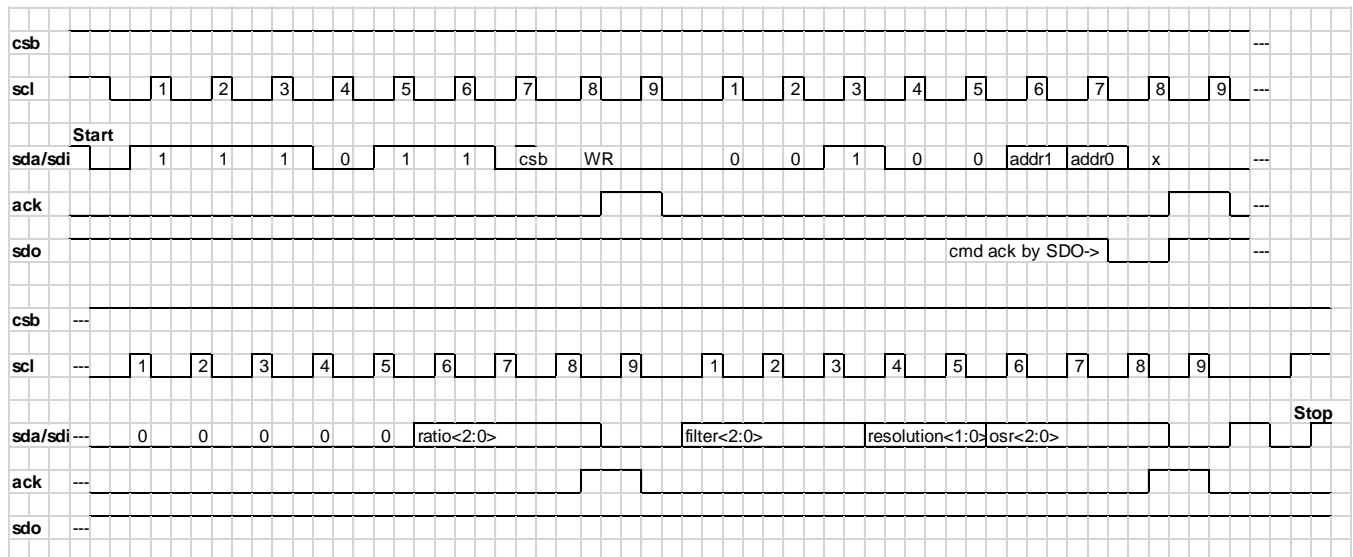 csb ---
scl 1 2 3 4 5 6 7 8 9 1 2 3 4 5 6 7 8 9 ---
Start
sda/sdi 1 1 1 0 1 1 csb WR 0 0 1 0 0 addr1 addr0 x ---
ack ---
sdo cmd ack by SDO-> ---
csb ---
scl --- 1 2 3 4 5 6 7 8 9 1 2 3 4 5 6 7 8 9
Stop
sda/sdi --- 0 0 0 0 0 ratio<2:0> filter<2:0> resolution<1:0> osr<2:0>
ack ---
sdo ---